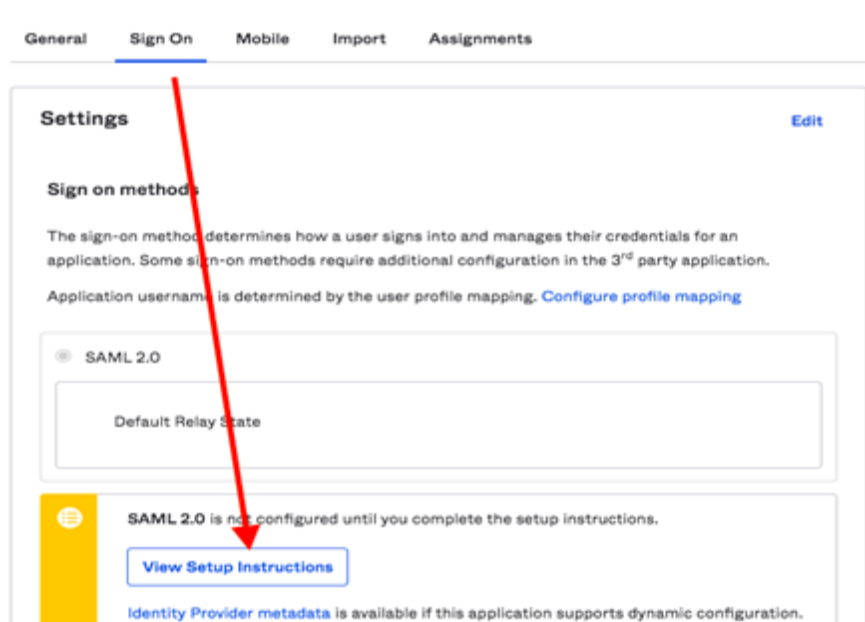 General Sign On Mobile Import Assignments
Settings Edit
Sign on methods
The sign-on method determines how a user signs into and manages their credentials for an
application. Some sign-on methods require additional configuration in the 3rd party application.
Application username is determined by the user profile mapping. Configure profile mapping
SAML 2.0
Default Relay State
SAML 2.0 is not configured until you complete the setup instructions.
View Setup Instructions
Identity Provider metadata is available if this application supports dynamic configuration.